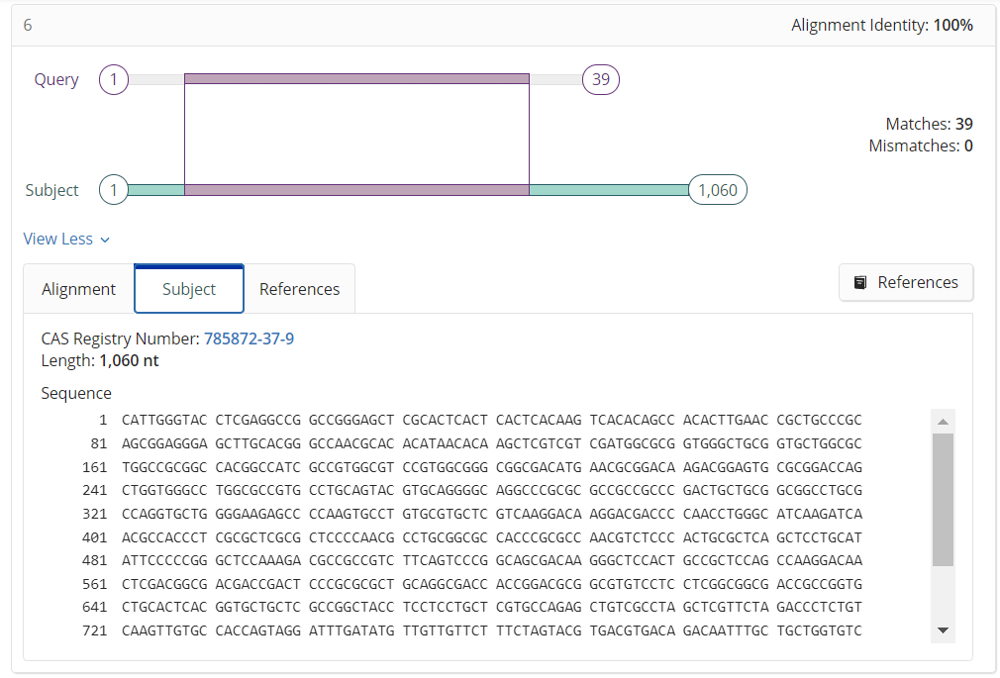 6
Alignment Identity: 100%
Query 1 39
Matches: 39
Mismatches: 0
Subject 1 1,060
View Less
Alignment Subject References
References
CAS Registry Number: 785872-37-9
Length: 1,060 nt
Sequence
1 CATTGGGTAC CTCGAGGCCG GCCGGGAGCT CGCACTCACT CACTCACAAG TCACACAGCC ACACTTGAAC CGCTGCCCGC
81 AGCGGAGGGA GCTTGCACGG GCCAACGCAC ACATAACACA AGCTCGTCGT CGATGGCGCG GTGGGCTGCG GTGCTGGCGC
161 TGGCCGCGGC CACGGCCATC GCCGTGGCGT CCGTGGCGGG CGGCGACATG AACGCGGACA AGACGGAGTG CGCGGACCAG
241 CTGGTGGGCC TGGCGCCGTG CCTGCAGTAC GTGCAGGGGC AGGCCCGCGC GCCGCCGCCC GACTGCTGCG GCGGCCTGCG
321 CCAGGTGCTG GGGAAGAGCC CCAAGTGCCT GTGCGTGCTC GTCAAGGACA AGGACGACCC CAACCTGGGC ATCAAGATCA
401 ACGCCACCCT CGCGCTCGCG CTCCCCAACG CCTGCGGCGC CACCCGCGCC AACGTCTCCC ACTGCGCTCA GCTCCTGCAT
481 ATTCCCCCGG GCTCCAAAGA CGCCGCCGTC TTCAGTCCCG GCAGCGACAA GGGCTCCACT GCCGCTCCAG CCAAGGACAA
561 CTCGACGGCG ACGACCGACT CCCGCGCGCT GCAGGCGACC ACCGGACGCG GCGTGTCCTC CTCGGCGGCG ACCGCCGGTG
641 CTGCACTCAC GGTGCTGCTC GCCGGCTACC TCCTCCTGCT CGTGCCAGAG CTGTCGCCTA GCTCGTTCTA GACCCTCTGT
721 CAAGTTGTGC CACCAGTAGG ATTTGATATG TTGTTGTTCT TTCTAGTACG TGACGTGACA GACAATTTGC TGCTGGTGTC